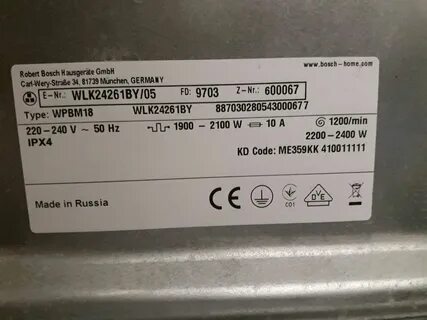 Robert Bosch Hausgeräte GmbH
Carl-Wery-Straße 34, 81739 München, GERMANY
www.bosch-home.com
E-Nr.: WLK24261BY/05 FD: 9703 Z-Nr.: 600067
Type: WPBM18 WLK24261BY 887030280543000677
220-240 V ~ 50 Hz 1900 - 2100 W 10 A 1200/min
IPX4 2200-2400 W
KD Code: ME359KK 410011111
Made in Russia CE C01 DVE